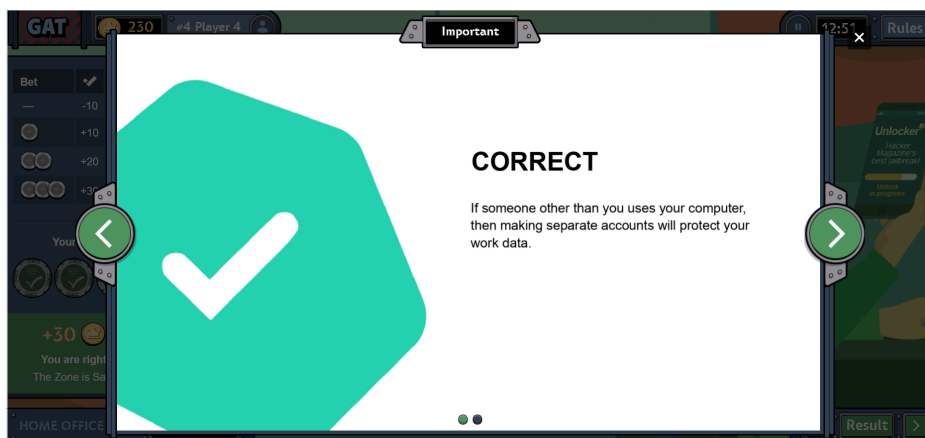 GAT
230
#4 Player 4
Important
12:51
Rules
Bet
—
-10
+10
+20
CORRECT
If someone other than you uses your computer,
then making separate accounts will protect your
work data.
Unlocker
Hacker
Magazine's
best jailbreak!
Unlock
in progress
Your
+30
You are right
The Zone is Sa
HOME OFFICE
Result